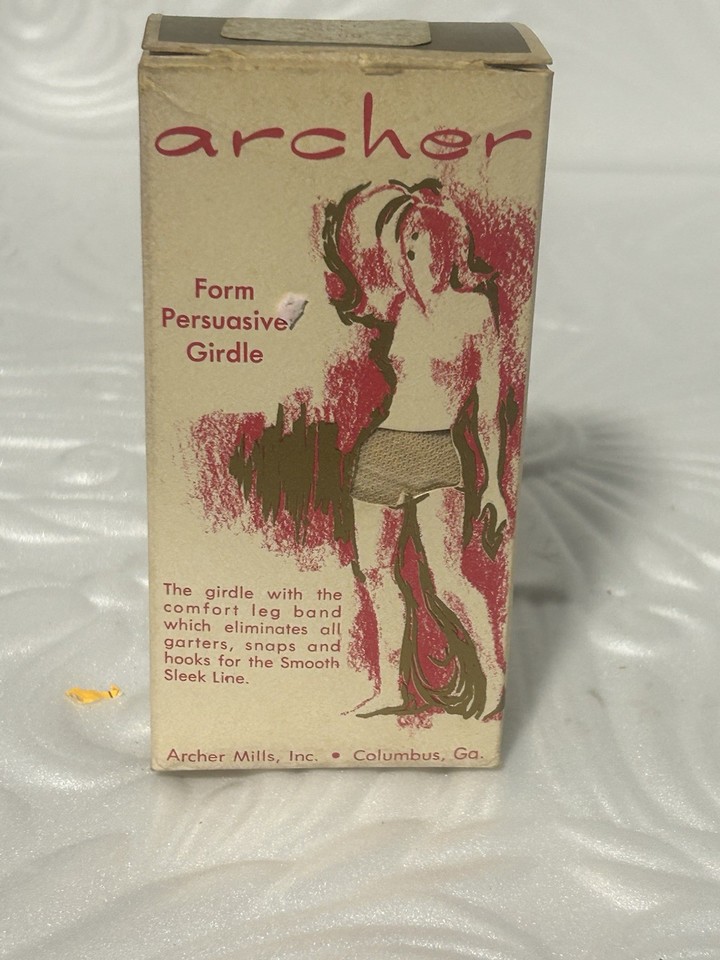 archer
Form
Persuasive
Girdle
The girdle with the
comfort leg band
which eliminates all
garters, snaps and
hooks for the Smooth
Sleek Line.
Archer Mills, Inc. • Columbus, Ga.